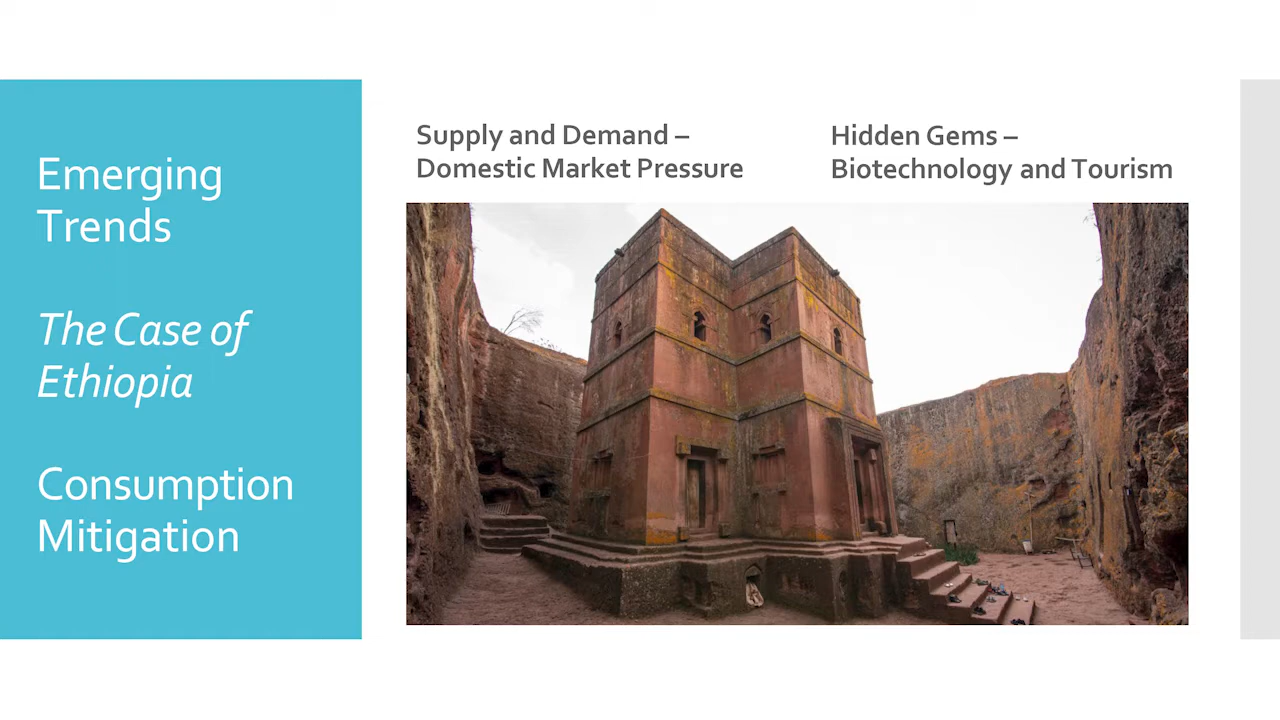 Emerging
Trends
The Case of
Ethiopia
Consumption
Mitigation
Supply and Demand –
Domestic Market Pressure
Hidden Gems –
Biotechnology and Tourism